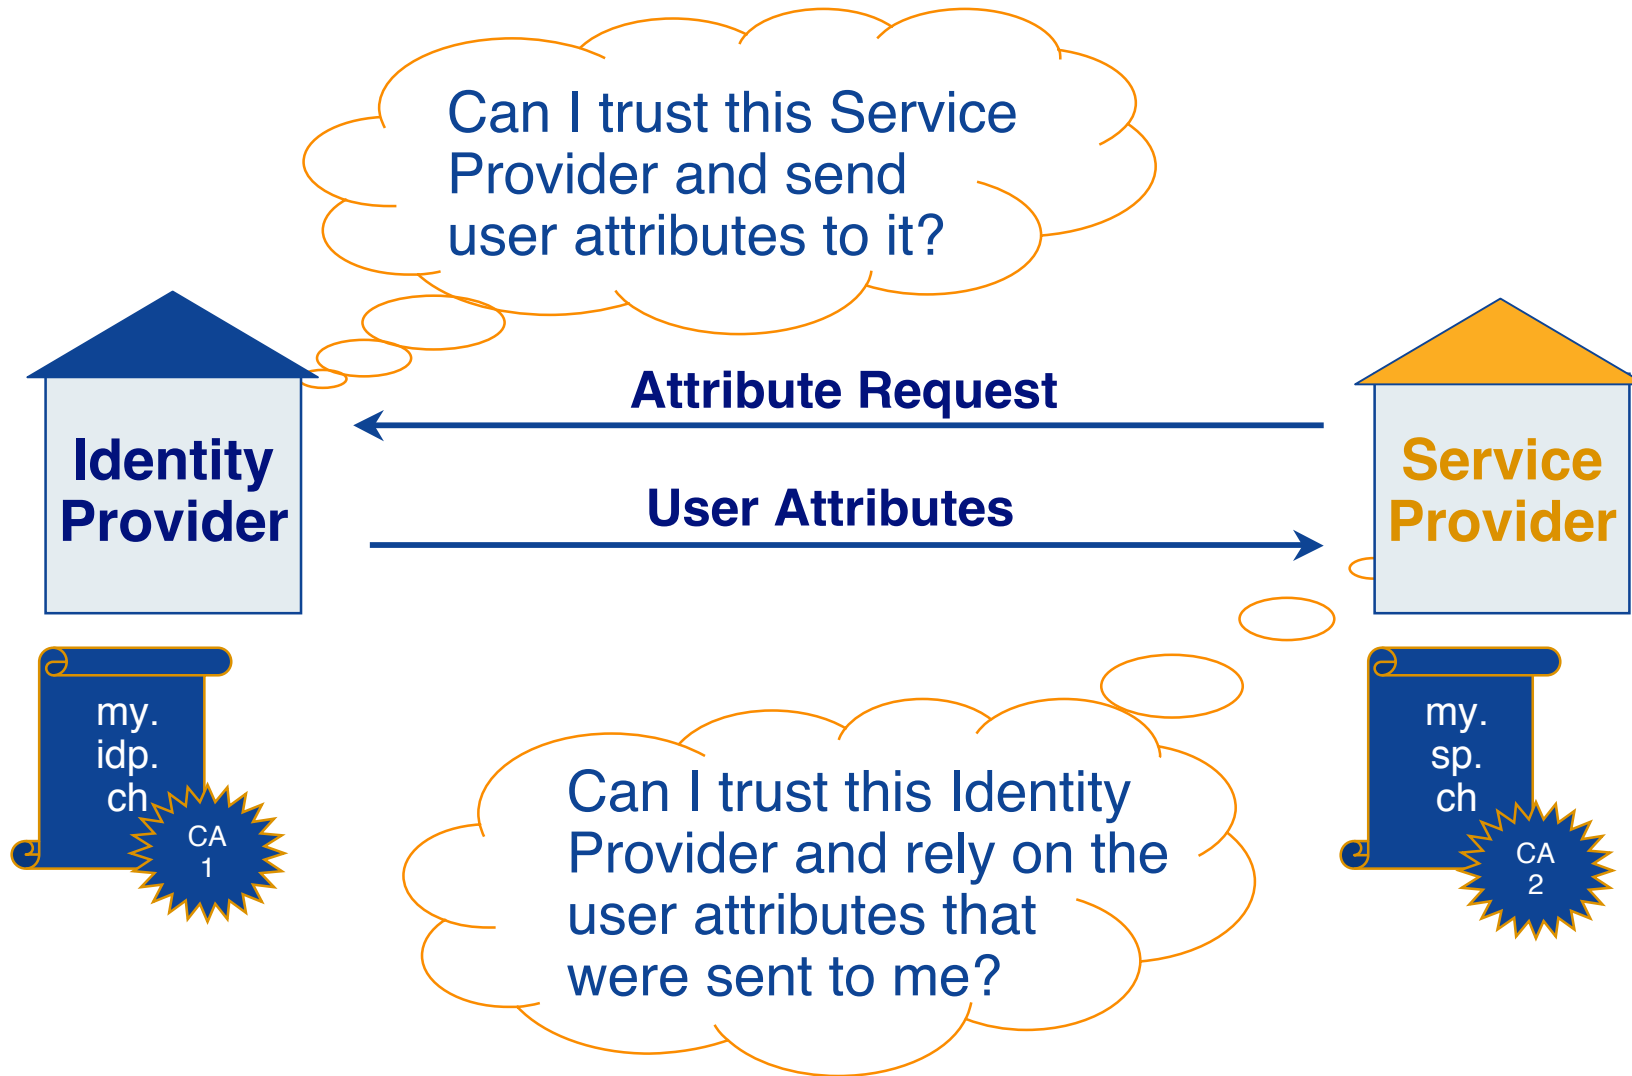 Can I trust this Service
Provider and send
user attributes to it?
Attribute Request
Identity
Provider
User Attributes
Service
Provider
my.
idp.
ch
CA
1
Can I trust this Identity
Provider and rely on the
user attributes that
were sent to me?
my.
sp.
ch
CA
2